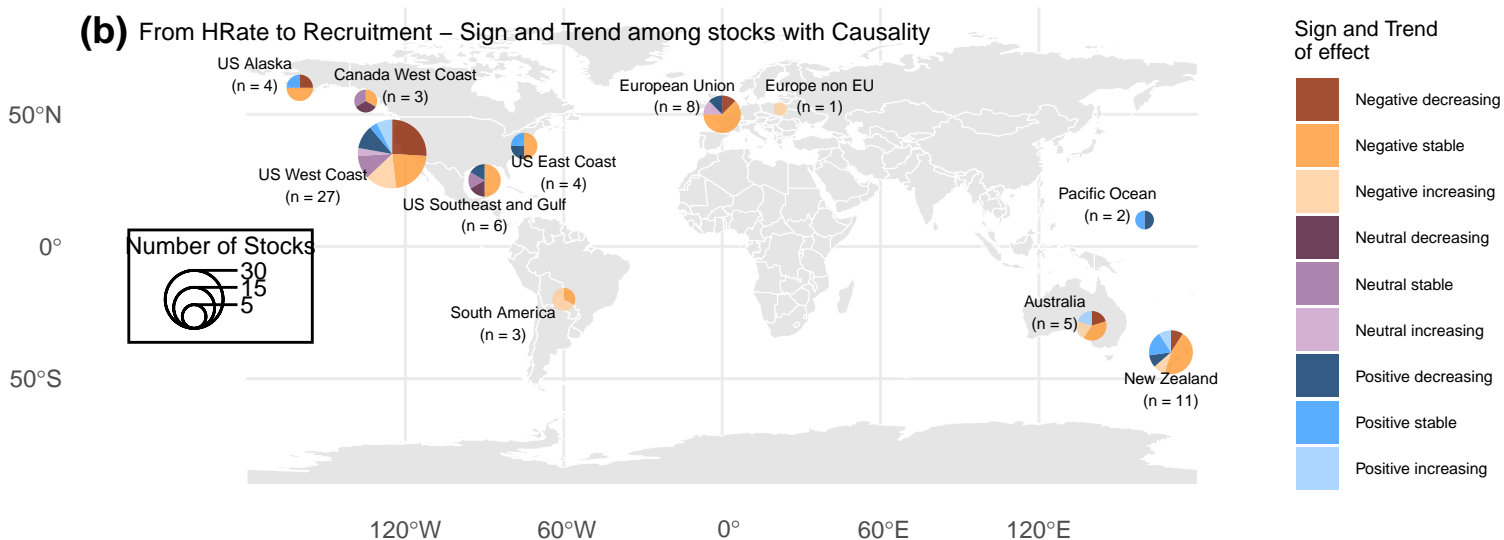 (b) From HRate to Recruitment – Sign and Trend among stocks with Causality
US Alaska
(n = 4)
Canada West Coast
(n = 3)
European Union
(n = 8)
Europe non EU
(n = 1)
US West Coast
(n = 27)
US East Coast
(n = 4)
US Southeast and Gulf
(n = 6)
Pacific Ocean
(n = 2)
South America
(n = 3)
Australia
(n = 5)
New Zealand
(n = 11)
50°N
0°
50°S
120°W
60°W
0°
60°E
120°E
Number of Stocks
30
15
5
Sign and Trend
of effect
Negative decreasing
Negative stable
Negative increasing
Neutral decreasing
Neutral stable
Neutral increasing
Positive decreasing
Positive stable
Positive increasing